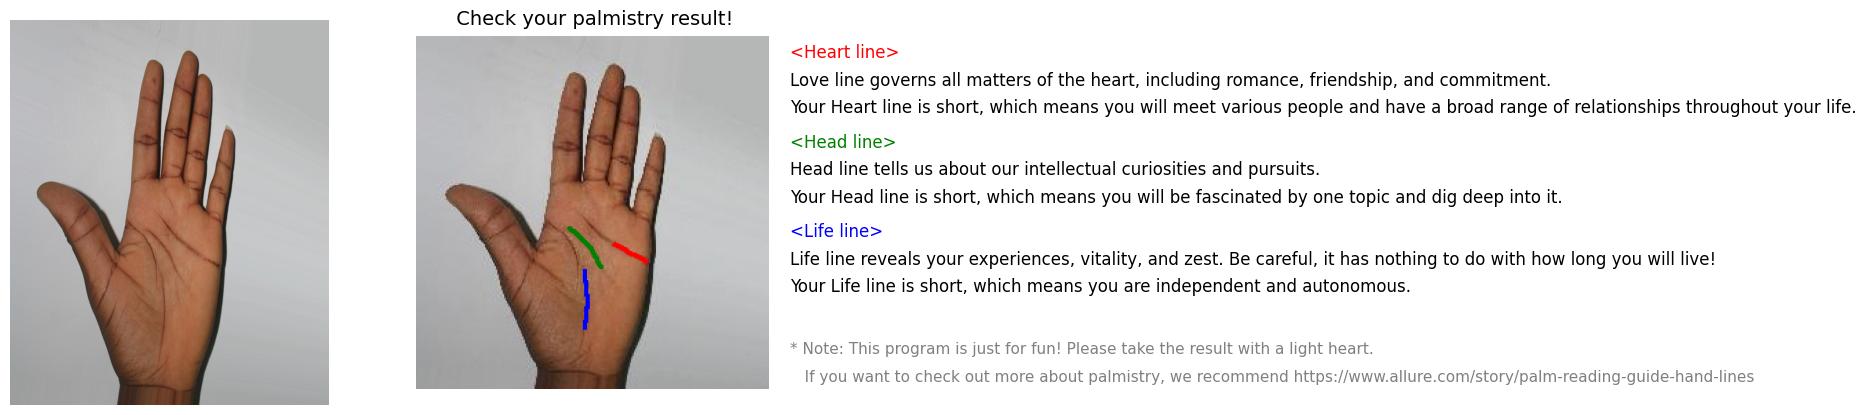 Check your palmistry result!
<Heart line>
Love line governs all matters of the heart, including romance, friendship, and commitment.
Your Heart line is short, which means you will meet various people and have a broad range of relationships throughout your life.
<Head line>
Head line tells us about our intellectual curiosities and pursuits.
Your Head line is short, which means you will be fascinated by one topic and dig deep into it.
<Life line>
Life line reveals your experiences, vitality, and zest. Be careful, it has nothing to do with how long you will live!
Your Life line is short, which means you are independent and autonomous.
* Note: This program is just for fun! Please take the result with a light heart.
If you want to check out more about palmistry, we recommend https://www.allure.com/story/palm-reading-guide-hand-lines